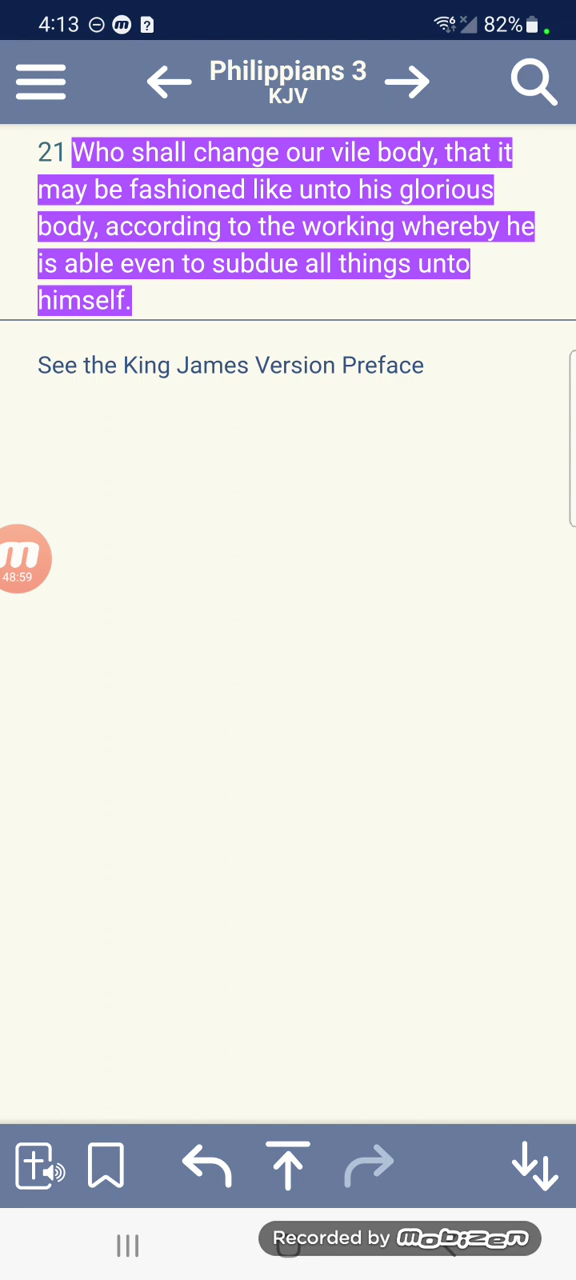 4:13 82%
Philippians 3
KJV
21 Who shall change our vile body, that it
may be fashioned like unto his glorious
body, according to the working whereby he
is able even to subdue all things unto
himself.
See the King James Version Preface
m
48:59
Recorded by mobizen